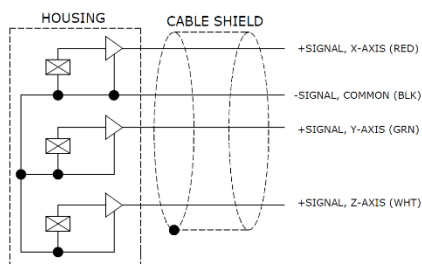 HOUSING
CABLE SHIELD
+SIGNAL, X-AXIS (RED)
-SIGNAL, COMMON (BLK)
+SIGNAL, Y-AXIS (GRN)
+SIGNAL, Z-AXIS (WHT)